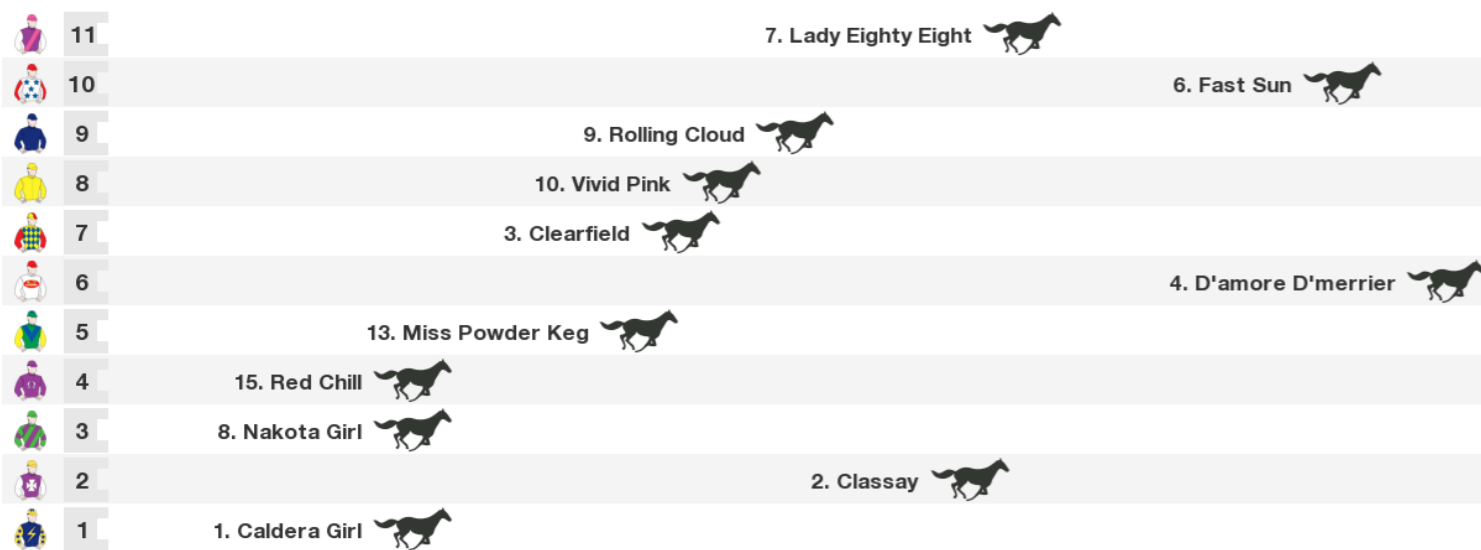 11 7. Lady Eighty Eight
10 6. Fast Sun
9 9. Rolling Cloud
8 10. Vivid Pink
7 3. Clearfield
6 4. D'amore D'merrier
5 13. Miss Powder Keg
4 15. Red Chill
3 8. Nakota Girl
2 2. Classay
1 1. Caldera Girl